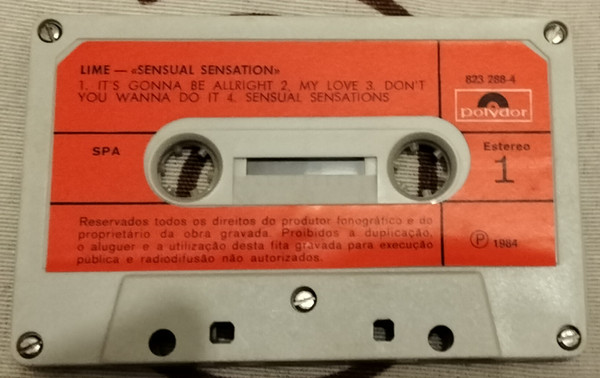 LIME — «SENSUAL SENSATION»
1. IT'S GONNA BE ALLRIGHT 2. MY LOVE 3. DON'T
YOU WANNA DO IT 4. SENSUAL SENSATIONS
823 288-4
polydor
SPA
Estereo
1
Reservados todos os direitos do produtor fonográfico e do
proprietário da obra gravada. Proibidos a duplicação,
o aluguer e a utilização desta fita gravada para execução
pública e radiodifusão não autorizados.
Ⓟ 1984